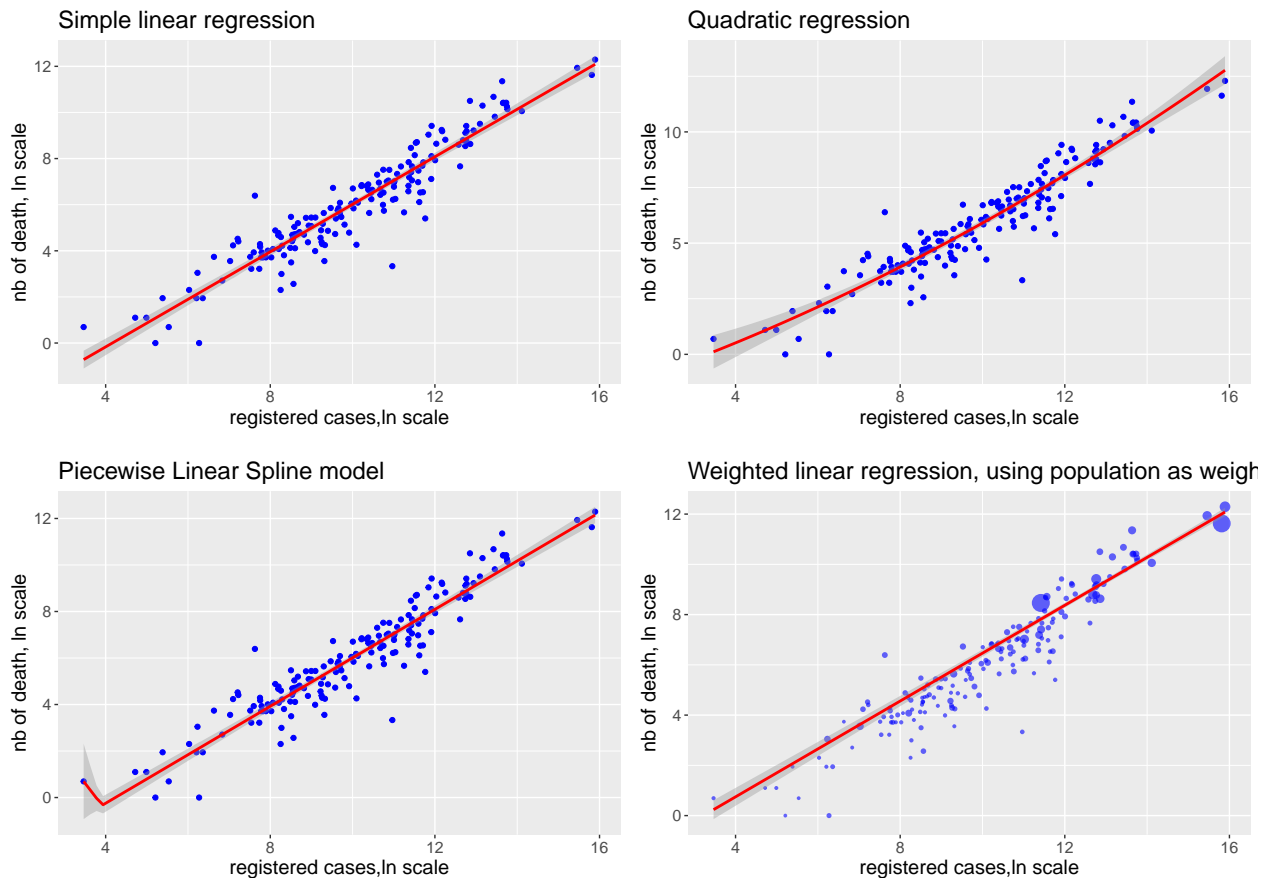 Simple linear regression
12
8
4
0
nb of death, ln scale
4 8 12 16
registered cases,ln scale
Quadratic regression
10
5
0
nb of death, ln scale
4 8 12 16
registered cases,ln scale
Piecewise Linear Spline model
12
8
4
0
nb of death, ln scale
4 8 12 16
registered cases,ln scale
Weighted linear regression, using population as weigh
12
8
4
0
nb of death, ln scale
4 8 12 16
registered cases,ln scale